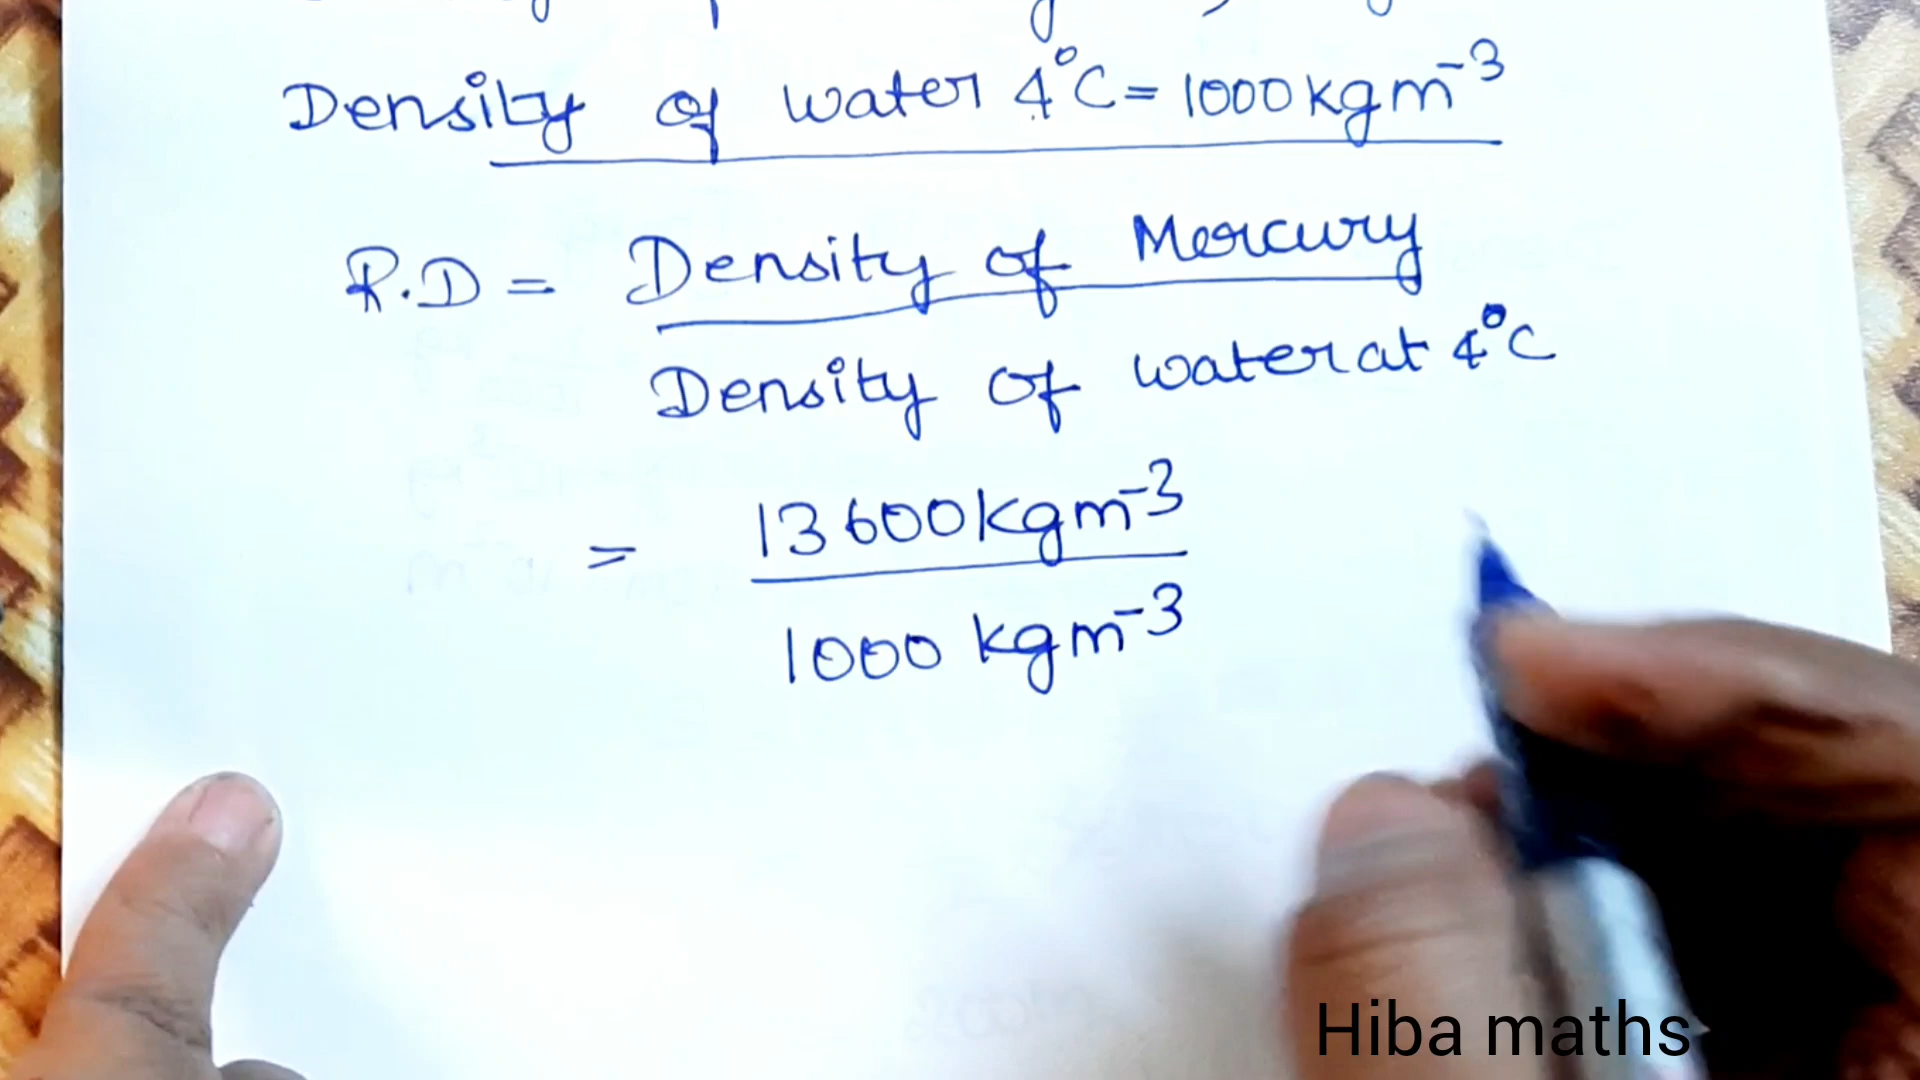 Density of water 4°C = 1000 kgm⁻³
R.D = Density of Mercury
Density of water at 4°C
= 13600 kgm⁻³
1000 kgm⁻³
Hiba maths